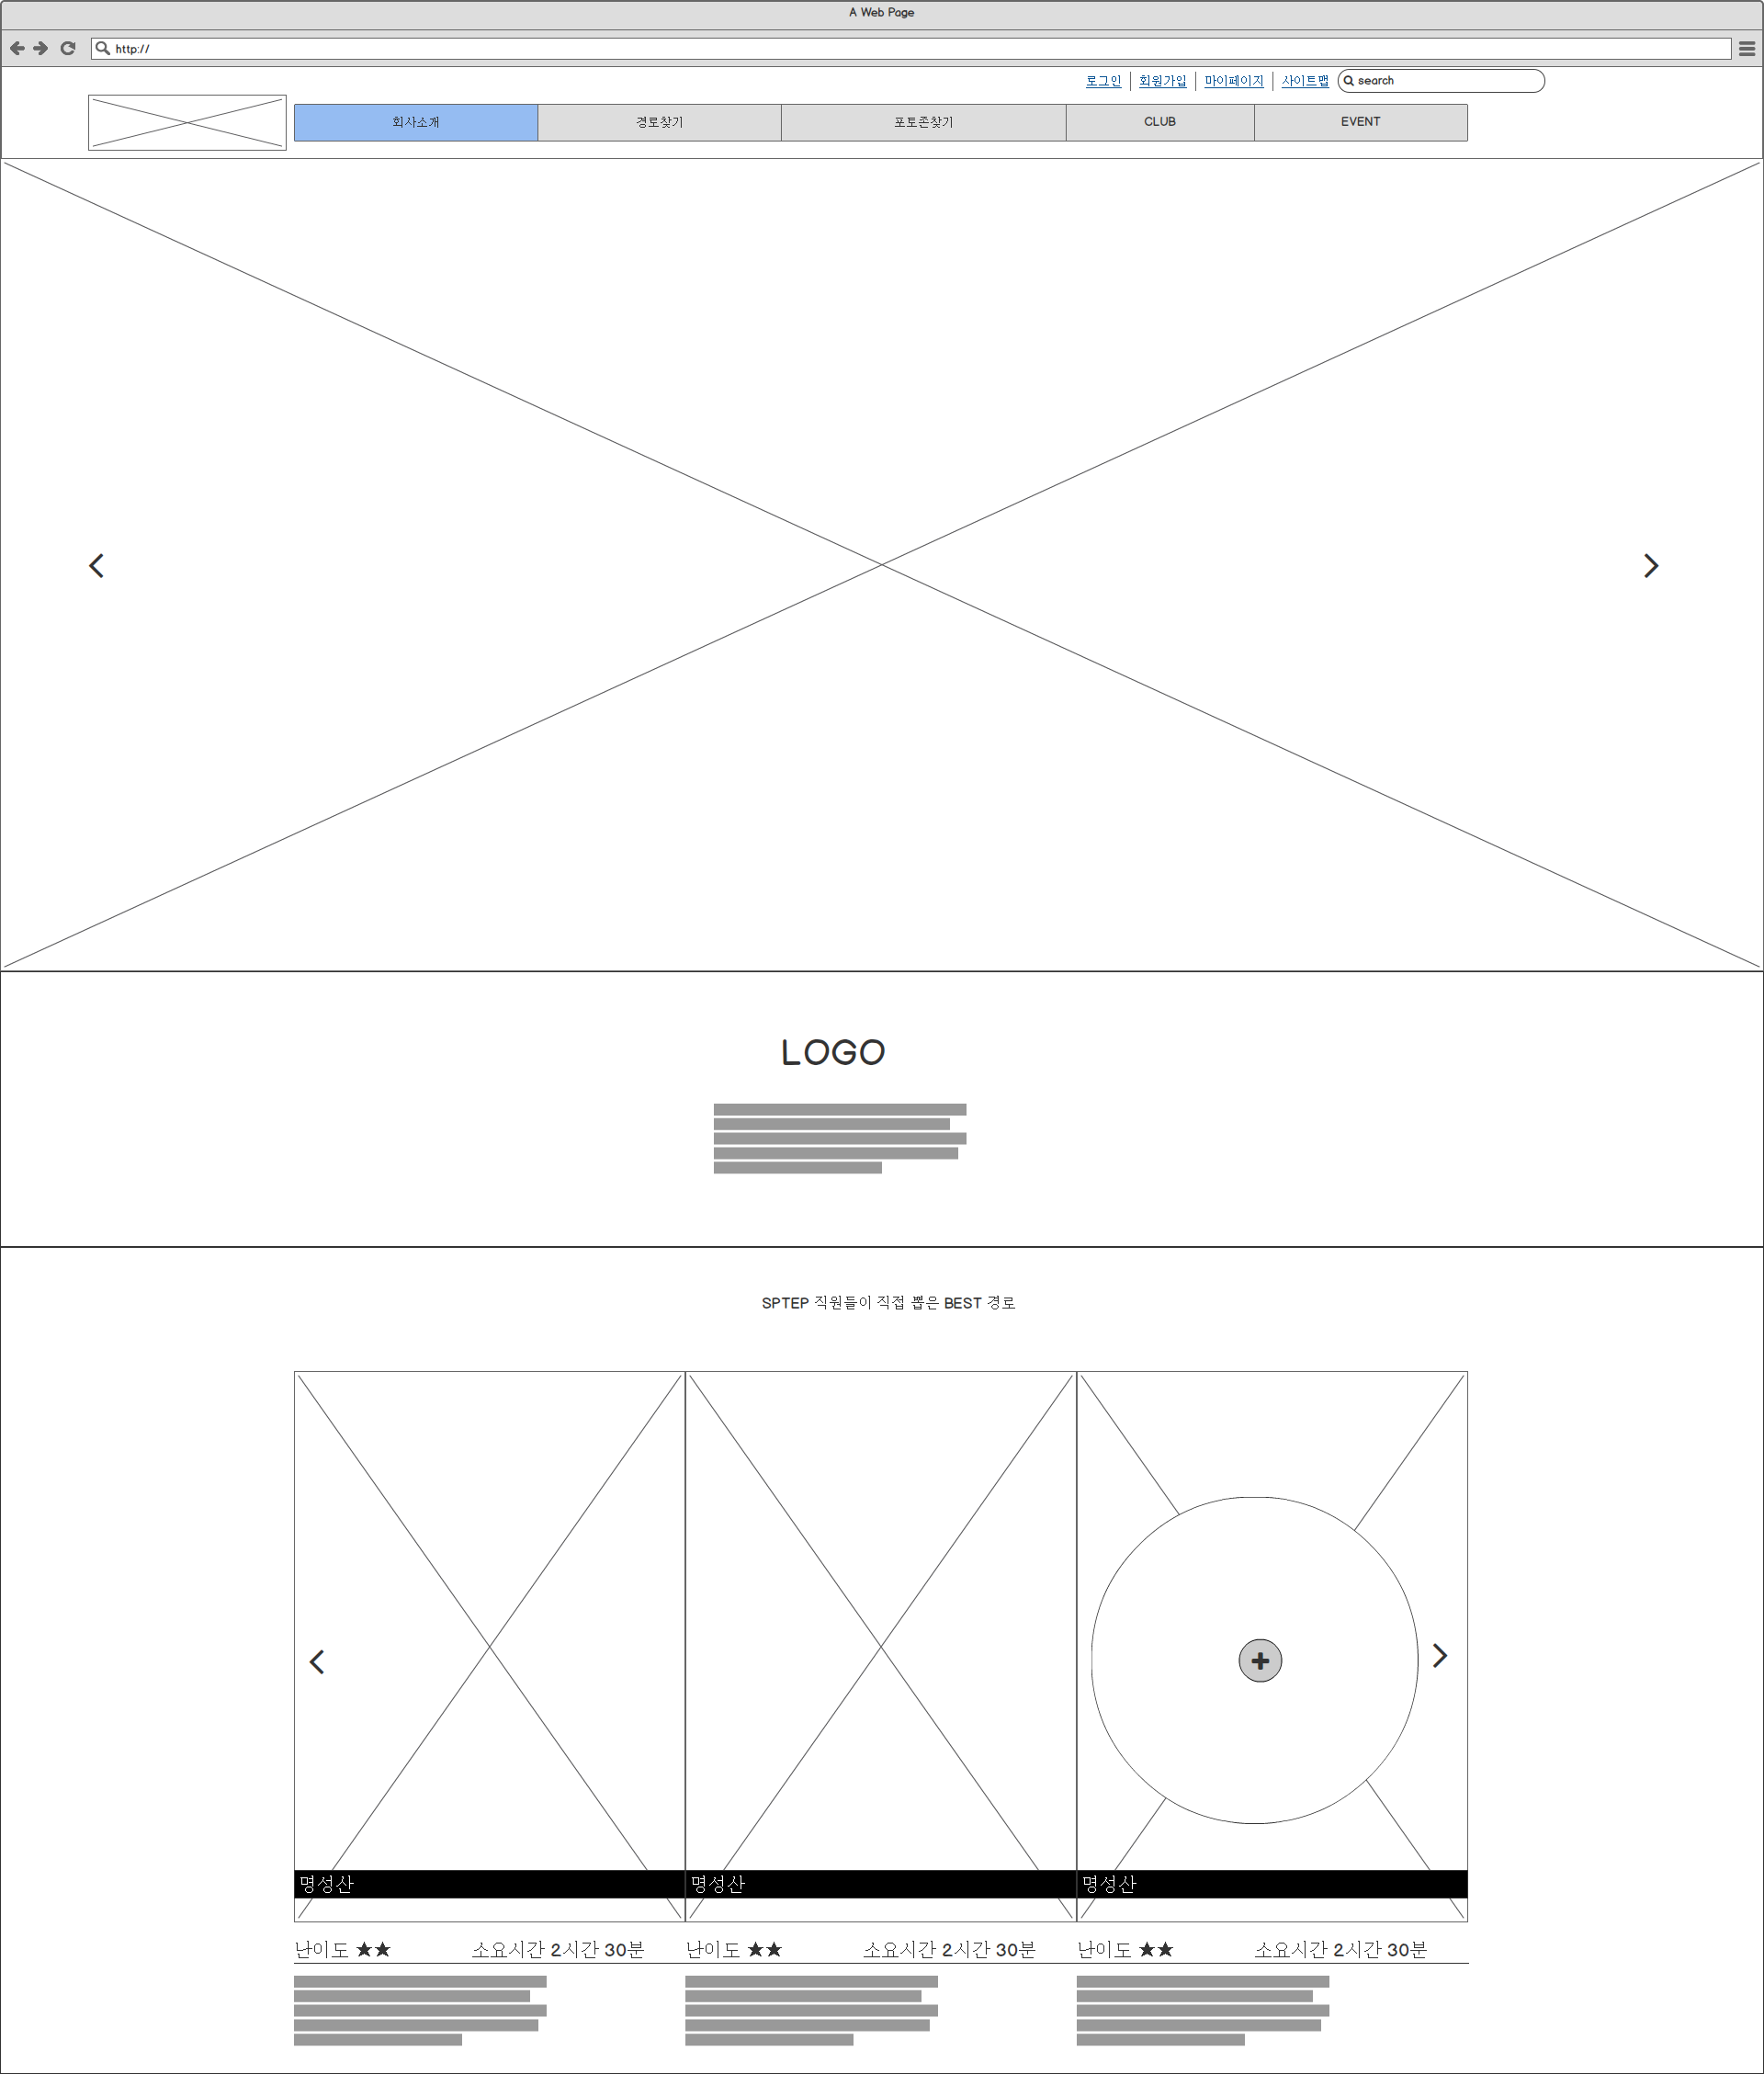 A Web Page
http://
로그인 회원가입 마이페이지 사이트맵 search
회사소개 경로찾기 포토존찾기 CLUB EVENT
LOGO
SPTEP 직원들이 직접 뽑은 BEST 경로
명성산 명성산 명성산
난이도 ★★ 소요시간 2시간 30분 난이도 ★★ 소요시간 2시간 30분 난이도 ★★ 소요시간 2시간 30분